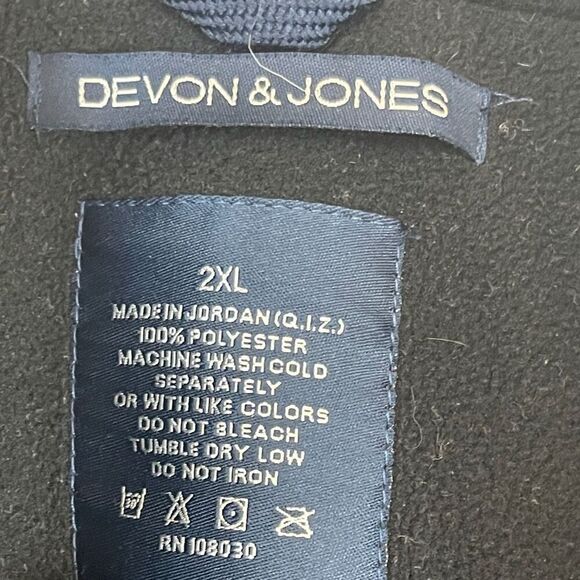 DEVON & JONES
2XL
MADE IN JORDAN (Q.I.Z.)
100% POLYESTER
MACHINE WASH COLD
SEPARATELY
OR WITH LIKE COLORS
DO NOT BLEACH
TUMBLE DRY LOW
DO NOT IRON
30°
RN 108030